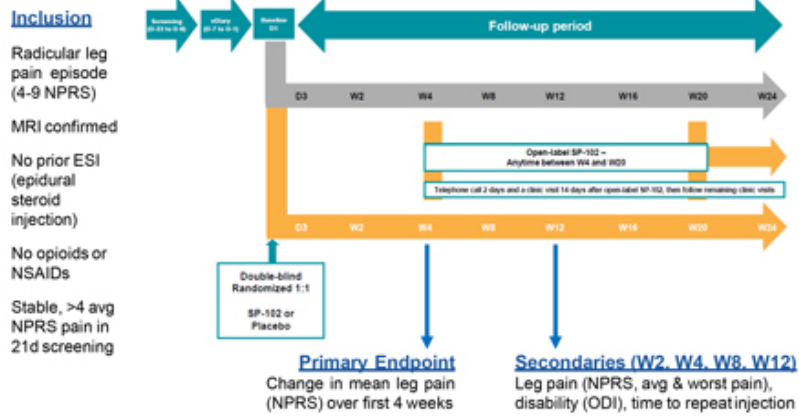 Inclusion
Radicular leg
pain episode
(4-9 NPRS)
MRI confirmed
No prior ESI
(epidural
steroid
injection)
No opioids or
NSAIDs
Stable, >4 avg
NPRS pain in
21d screening
Screening
eDiary
(D-7 to D-1)
Baseline
D1
Follow-up period
D3 W2 W4 W8 W12 W16 W20 W24
Open-label SP-102 –
Anytime between W4 and W20
Telephone call 2 days and a clinic visit 14 days after open-label SP-102, then follow remaining clinic visits
D3 W2 W4 W8 W12 W16 W20 W24
Double-blind
Randomized 1:1
SP-102 or
Placebo
Primary Endpoint
Change in mean leg pain
(NPRS) over first 4 weeks
Secondaries (W2, W4, W8, W12)
Leg pain (NPRS, avg & worst pain),
disability (ODI), time to repeat injection